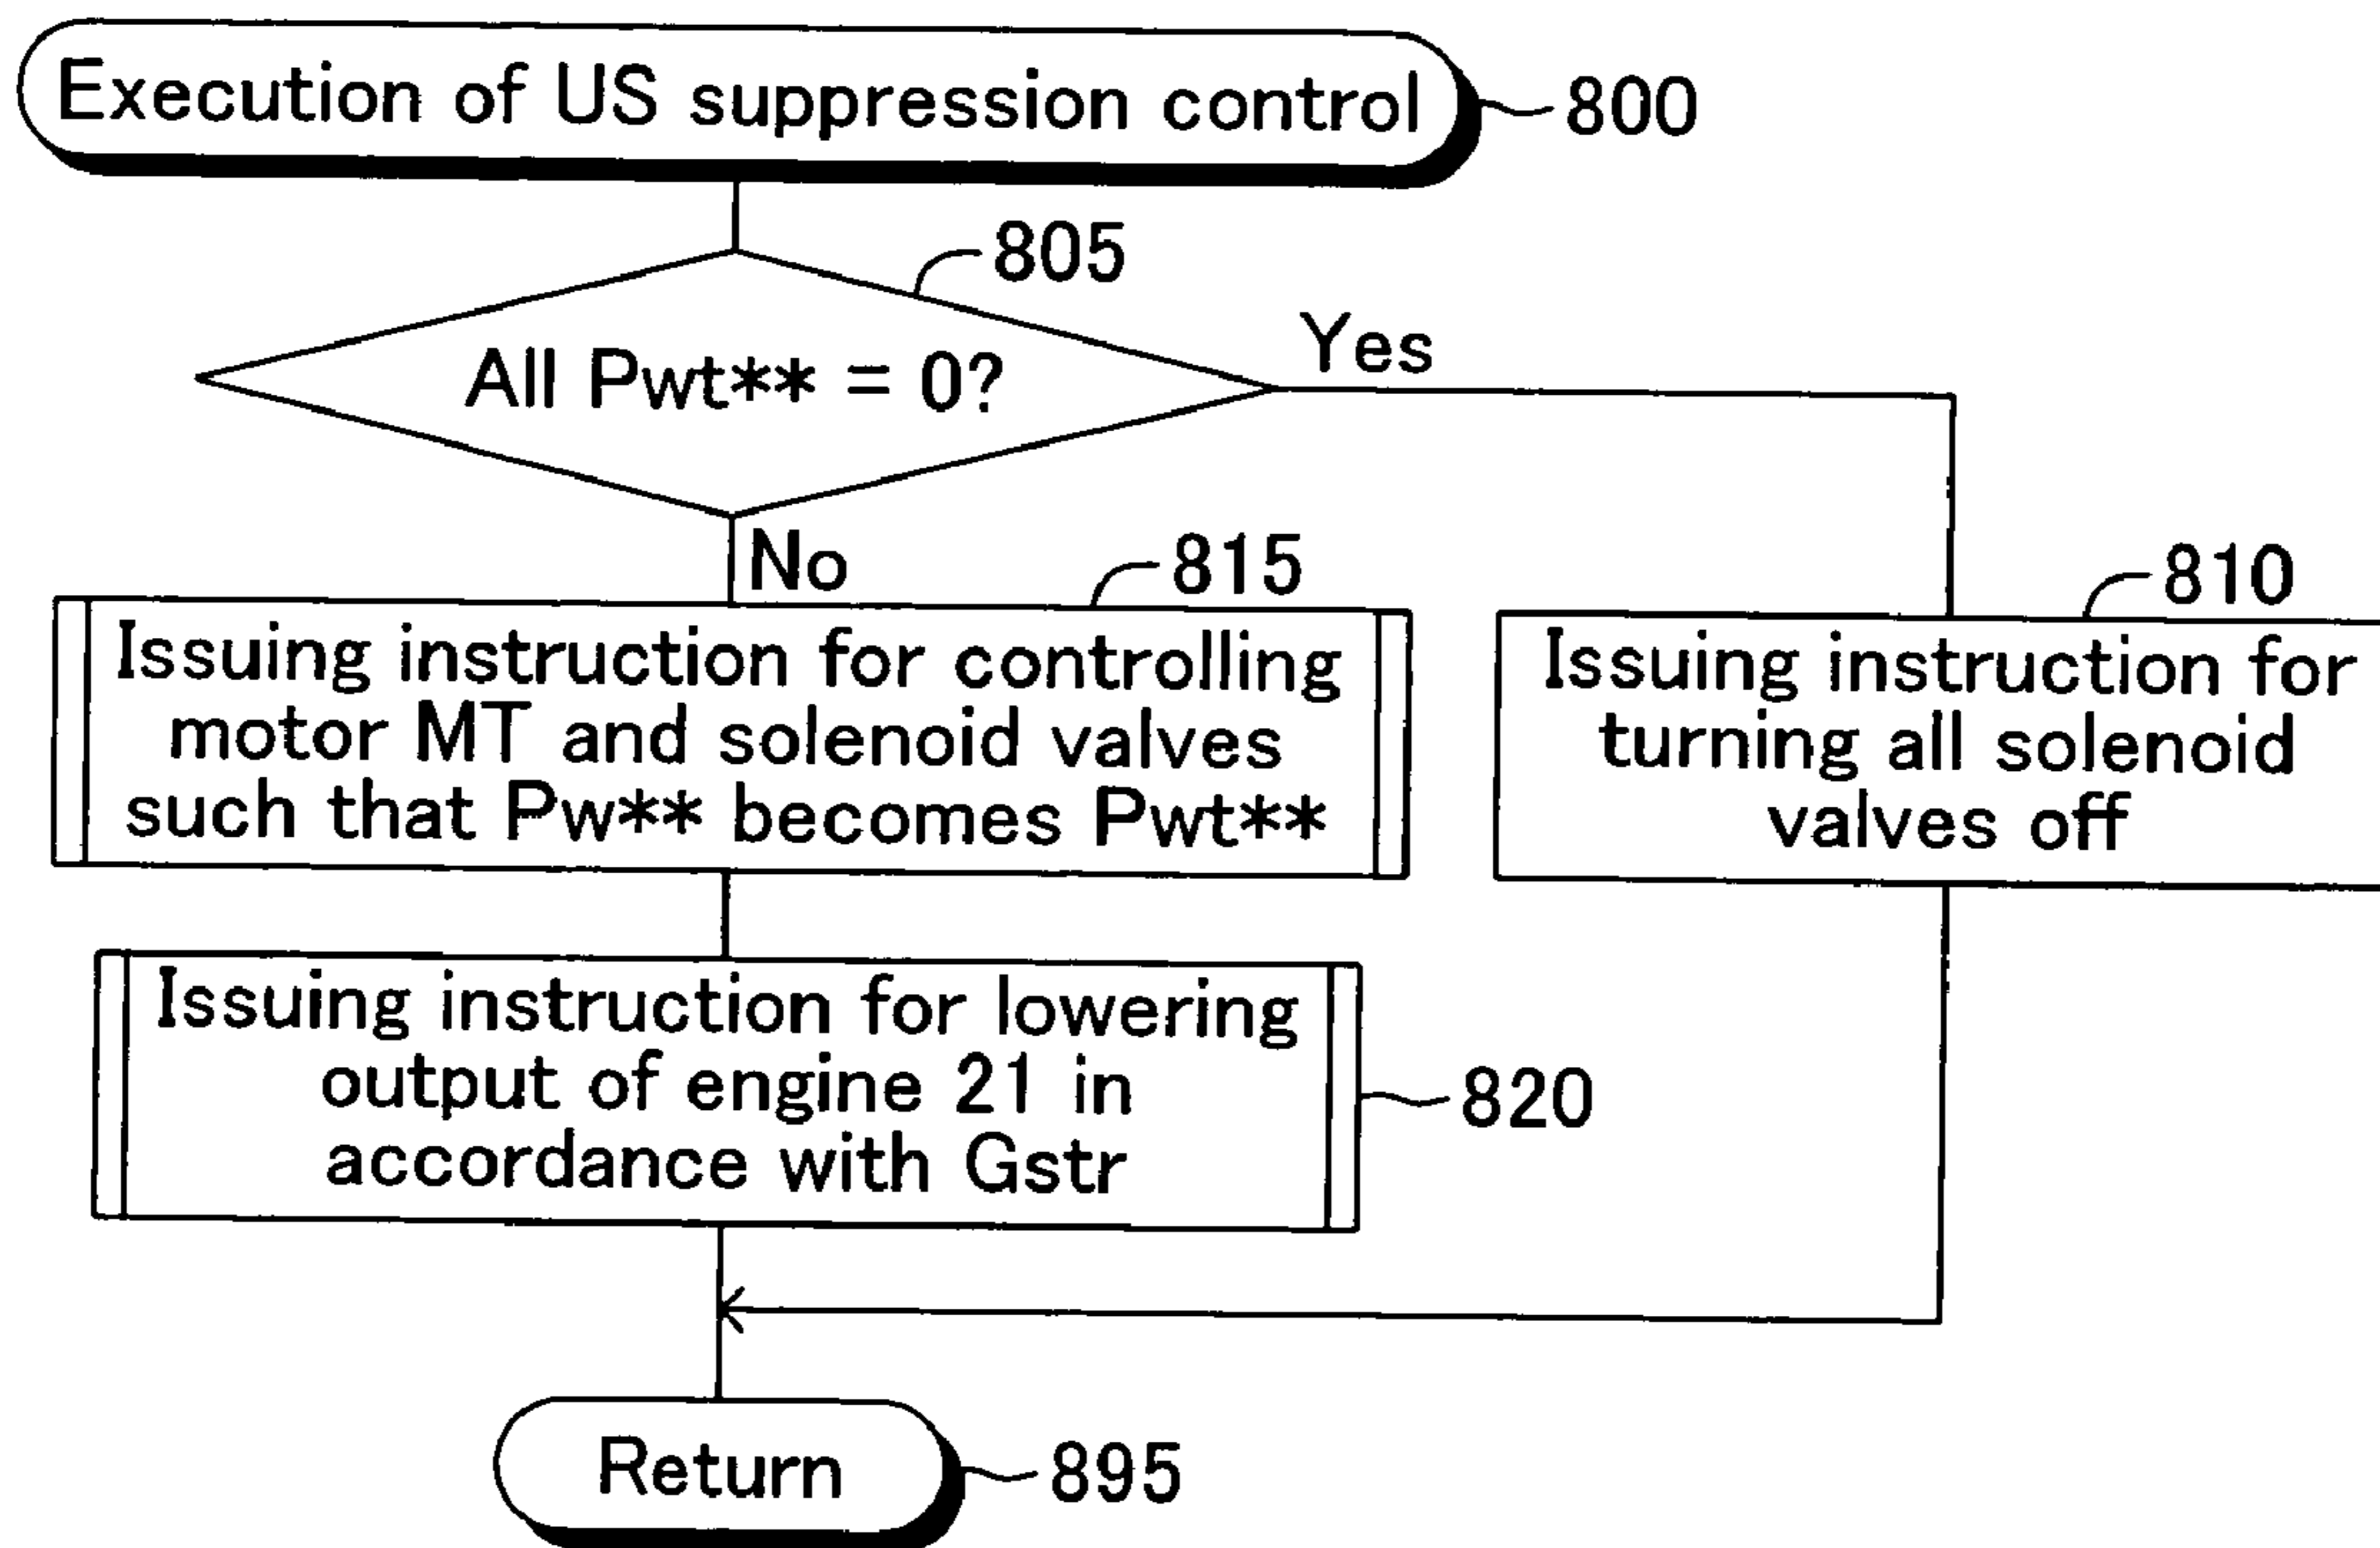 Execution of US suppression control
800
805
All Pwt** = 0?
Yes
No
815
Issuing instruction for controlling
motor MT and solenoid valves
such that Pw** becomes Pwt**
810
Issuing instruction for
turning all solenoid
valves off
Issuing instruction for lowering
output of engine 21 in
accordance with Gstr
820
Return
895